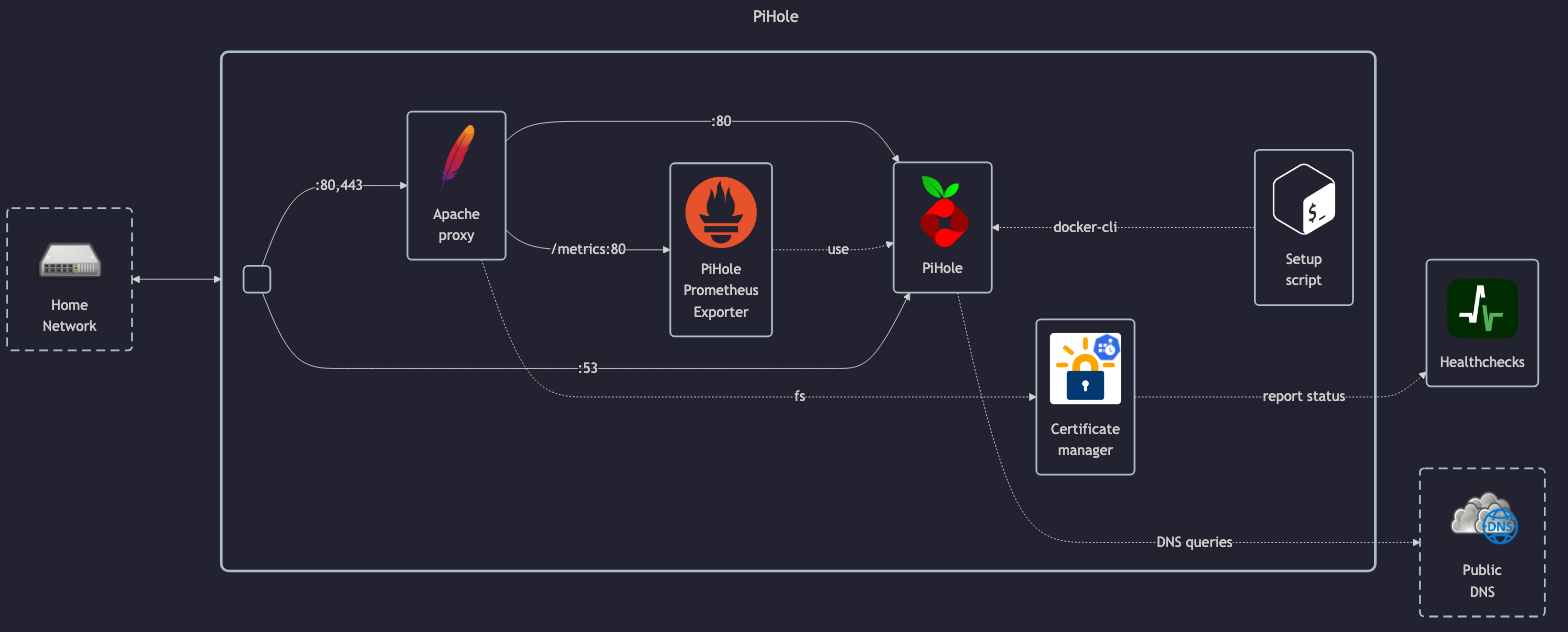 PiHole
:80
:80,443
Apache
proxy
$_
/metrics:80
use
docker-cli
PiHole
Setup
script
PiHole
Prometheus
Exporter
Home
Network
:53
fs
Certificate
manager
report status
Healthchecks
DNS queries
DNS
Public
DNS